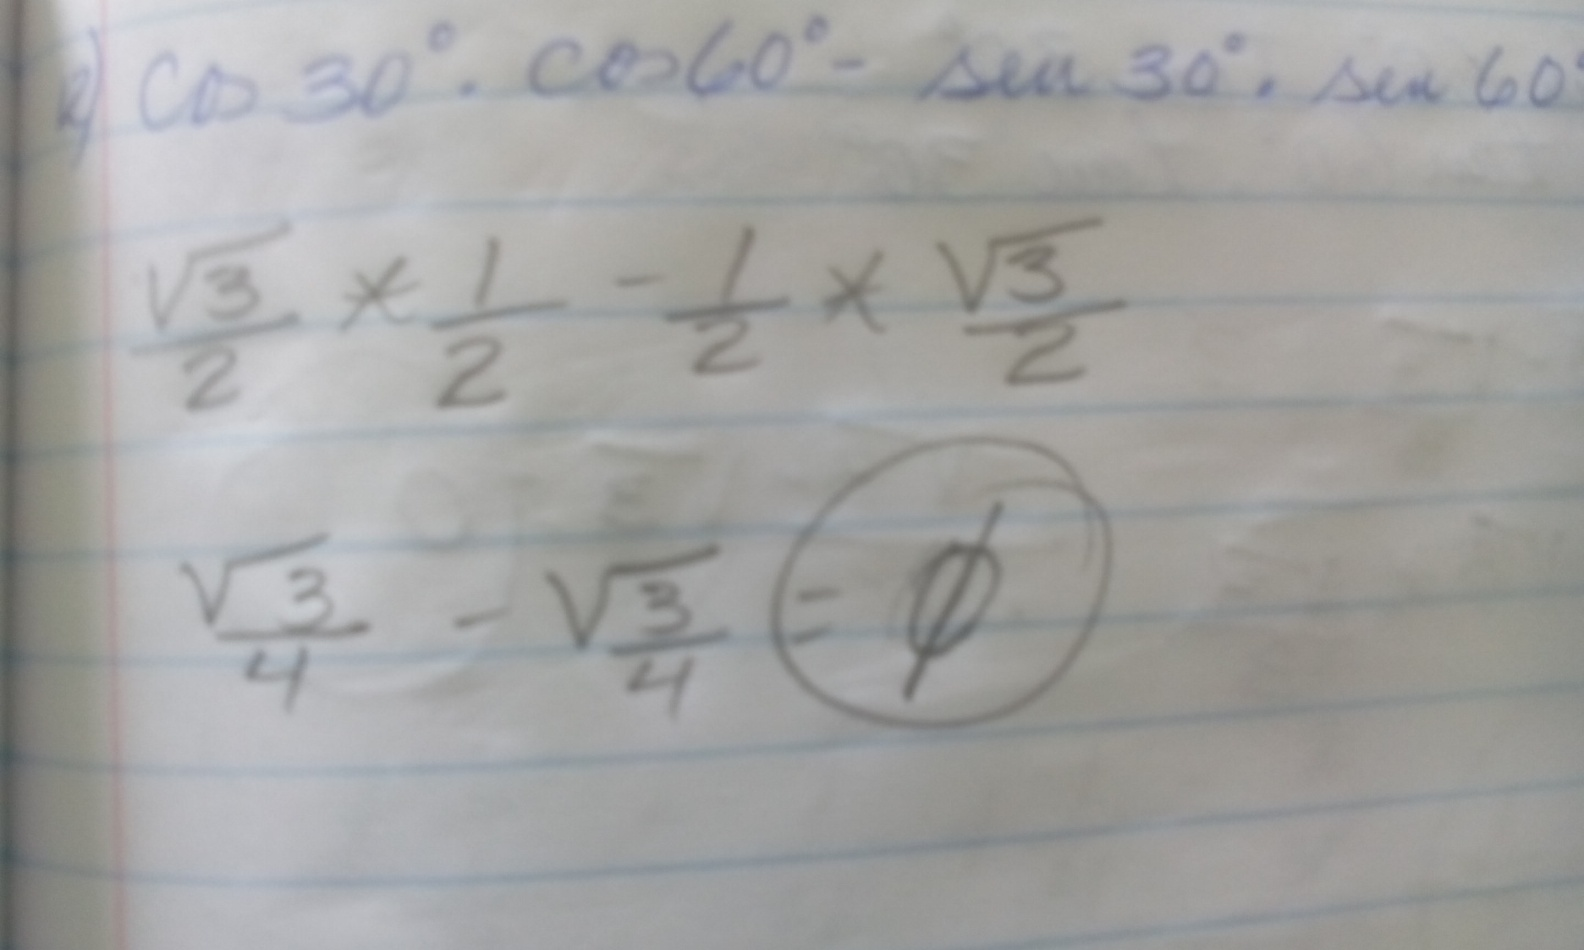 2) Cos 30°. Cos 60° - sen 30°. sen 60°
√3/2 * 1/2 - 1/2 * √3/2
√3/4 - √3/4 = ∅